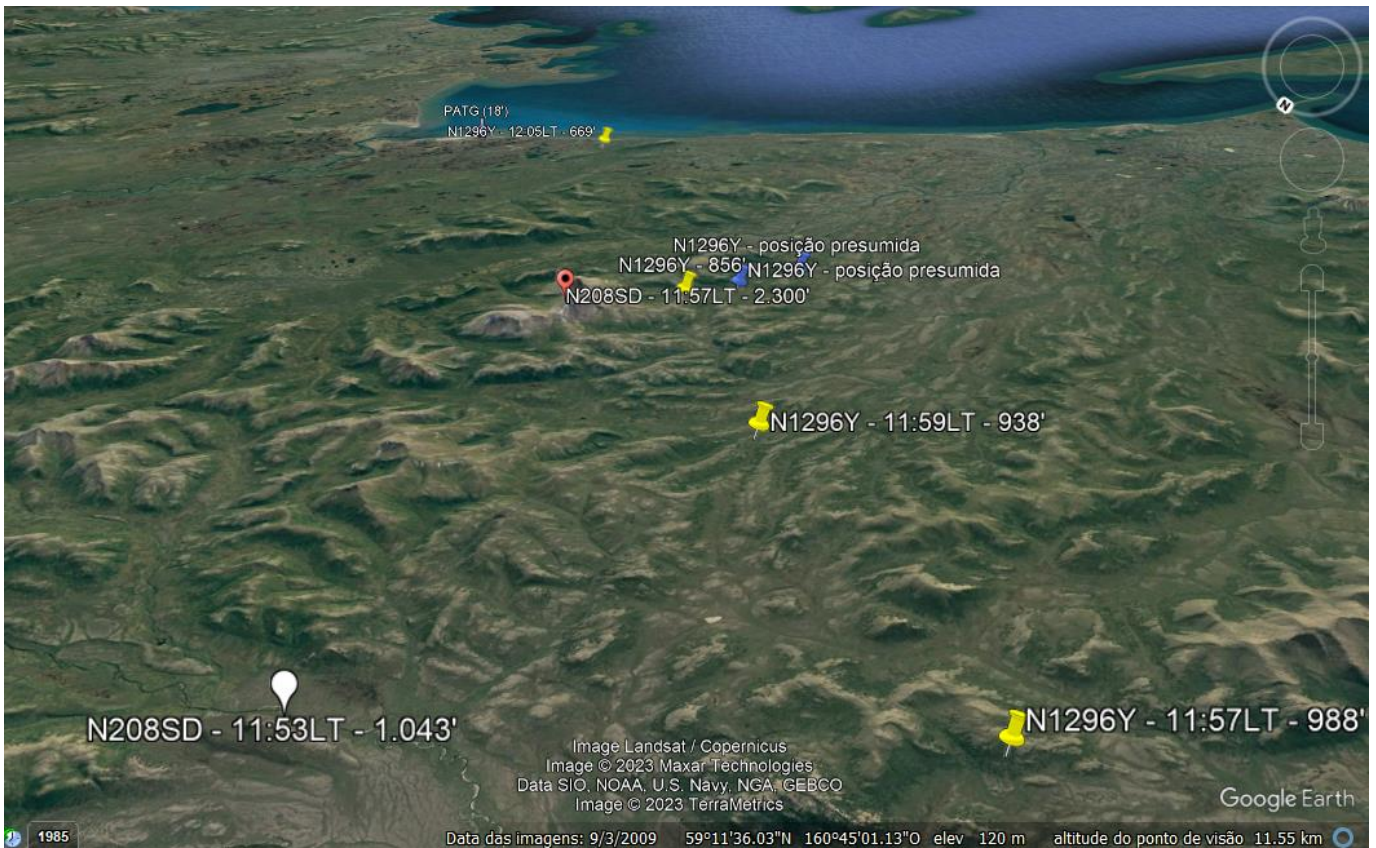 PATG (18')
N1296Y - 12:05LT - 669'
N1296Y - posição presumida
N1296Y - 856'
N1296Y - posição presumida
N208SD - 11:57LT - 2.300'
N1296Y - 11:59LT - 938'
N208SD - 11:53LT - 1.043'
N1296Y - 11:57LT - 988'
Image Landsat / Copernicus
Image © 2023 Maxar Technologies
Data SIO, NOAA, U.S. Navy, NGA, GEBCO
Image © 2023 TerraMetrics
Google Earth
N
1985
Data das imagens: 9/3/2009 59°11'36.03"N 160°45'01.13"O elev 120 m altitude do ponto de visão 11.55 km